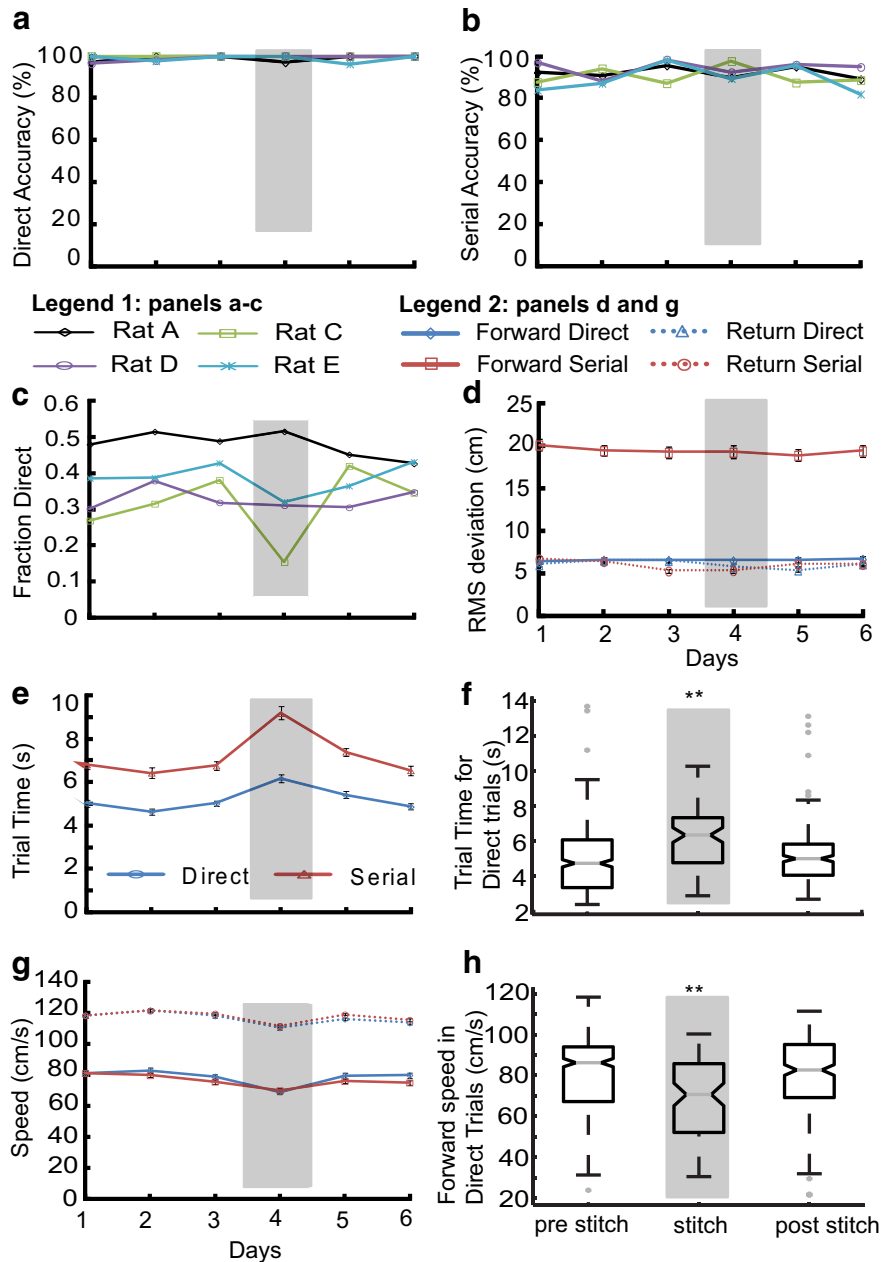 a
Direct Accuracy (%)
100
80
60
40
20
0
b
Serial Accuracy (%)
100
80
60
40
20
0
Legend 1: panels a-c
Rat A
Rat C
Rat D
Rat E
Legend 2: panels d and g
Forward Direct
Return Direct
Forward Serial
Return Serial
c
Fraction Direct
0.6
0.5
0.4
0.3
0.2
0.1
0
d
RMS deviation (cm)
25
20
15
10
5
0
1 2 3 4 5 6
Days
e
Trial Time (s)
10
8
6
4
2
0
Direct
Serial
f
Trial Time for
Direct trials (s)
14
12
10
8
6
4
2
**
g
Speed (cm/s)
140
120
100
80
60
40
20
0
1 2 3 4 5 6
Days
h
Forward speed in
Direct Trials (cm/s)
120
100
80
60
40
20
**
pre stitch
stitch
post stitch